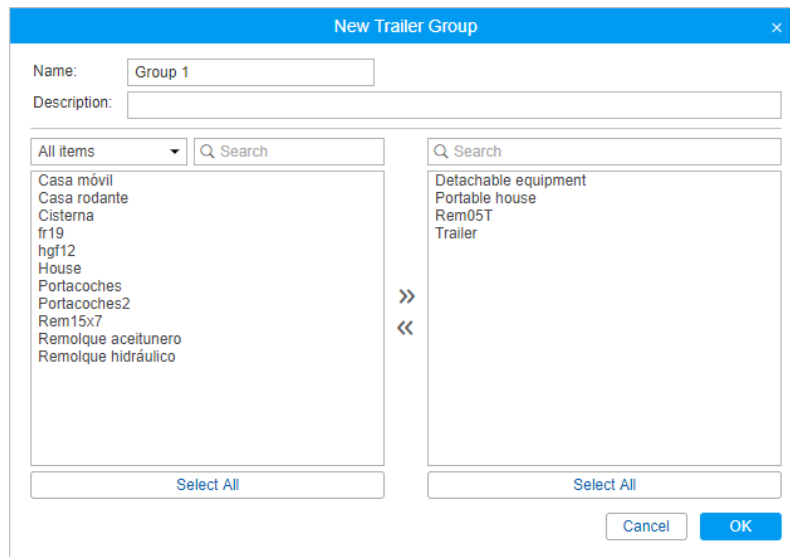 New Trailer Group ×
Name: Group 1
Description:
All items Search
Casa móvil
Casa rodante
Cisterna
fr19
hgf12
House
Portacoches
Portacoches2
Rem15x7
Remolque aceitunero
Remolque hidráulico
Select All
» 
«
Search
Detachable equipment
Portable house
Rem05T
Trailer
Select All
Cancel OK